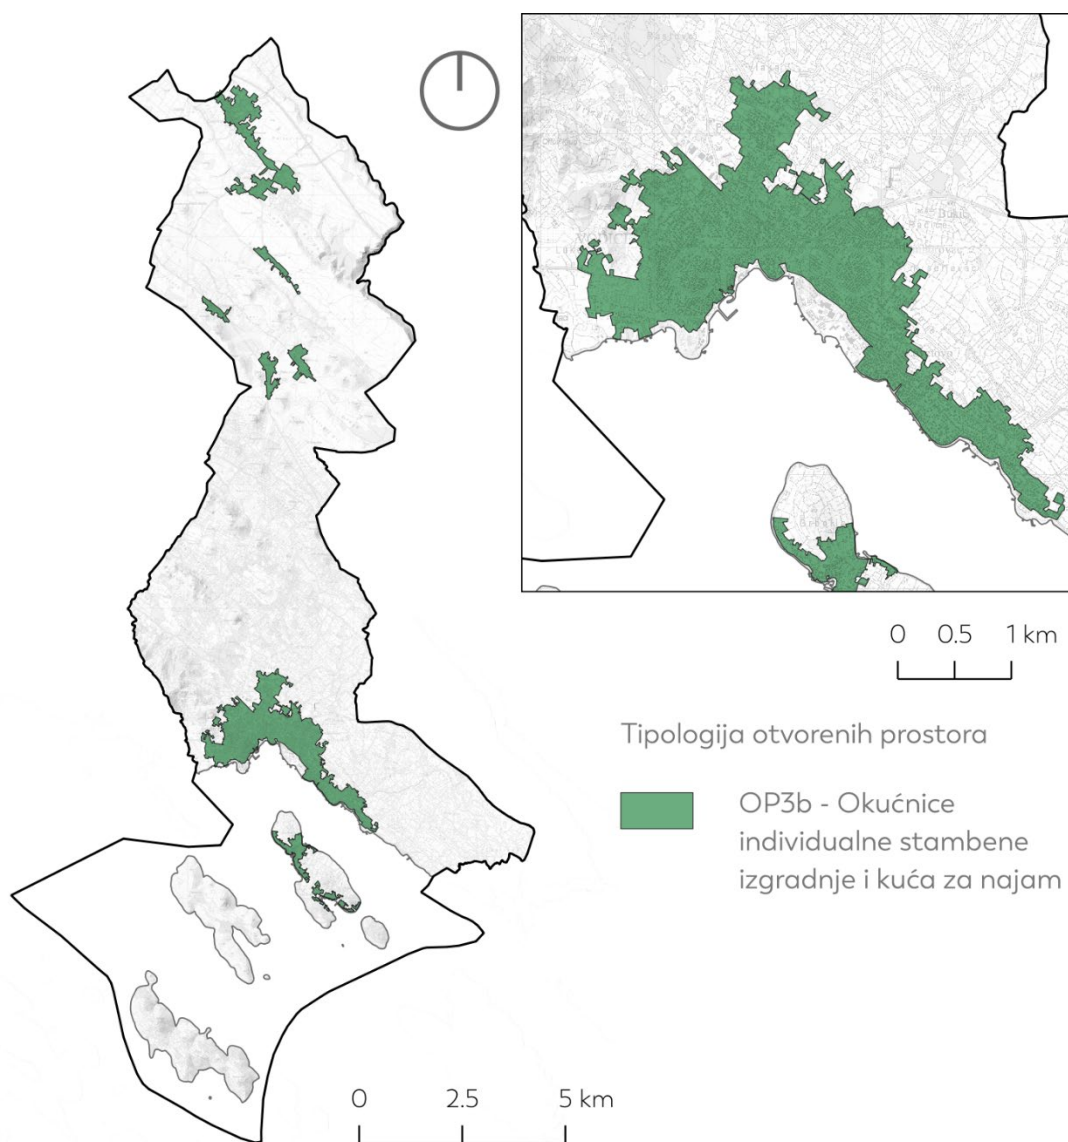 0 0.5 1 km
Tipologija otvorenih prostora
OP3b - Okućnice
individualne stambene
izgradnje i kuća za najam
0 2.5 5 km